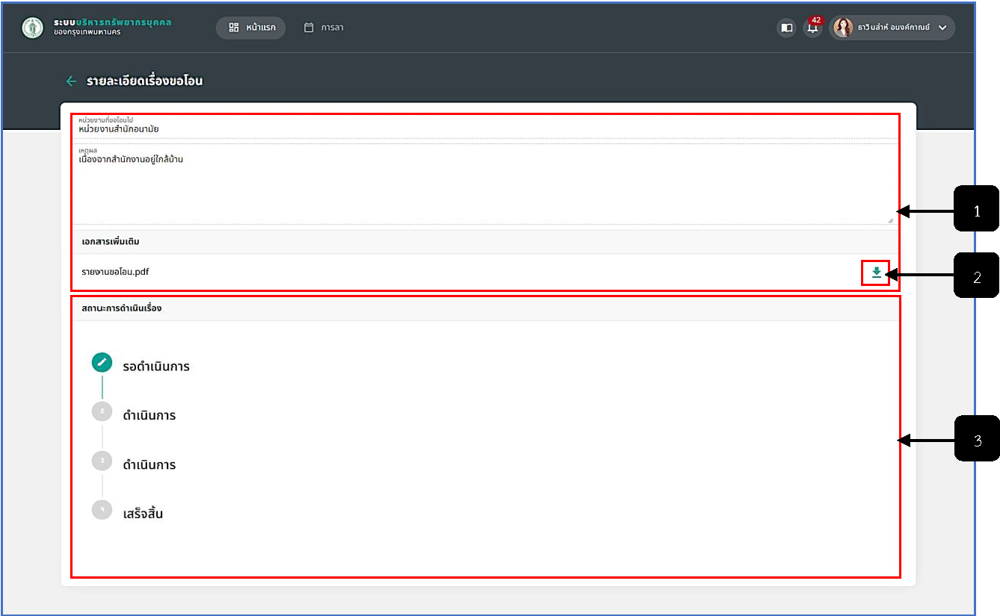 ระบบบริหารทรัพยากรบุคคล
ของกรุงเทพมหานคร
หน้าแรก
การลา
42
ธาวินล่าห์ อนงค์กาณย์
รายละเอียดเรื่องขอโอน
หน่วยงานที่ขอโอนไป
หน่วยงานสำนักอนามัย
เหตุผล
เนื่องจากสำนักงานอยู่ใกล้บ้าน
1
เอกสารเพิ่มเติม
รายงานขอโอน.pdf
2
สถานะการดำเนินเรื่อง
รอดำเนินการ
2
ดำเนินการ
3
3
ดำเนินการ
4
เสร็จสิ้น